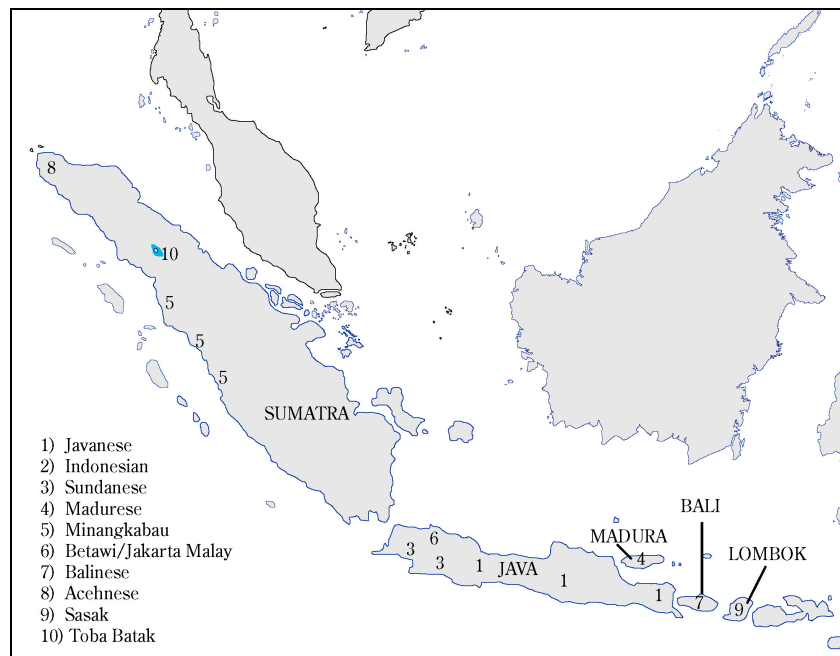 8
10
5
5
5
SUMATRA
1) Javanese
2) Indonesian
3) Sundanese
4) Madurese
5) Minangkabau
6) Betawi/Jakarta Malay
7) Balinese
8) Acehnese
9) Sasak
10) Toba Batak
BALI
MADURA
LOMBOK
6
3
3
1
JAVA
1
1
4
7
9